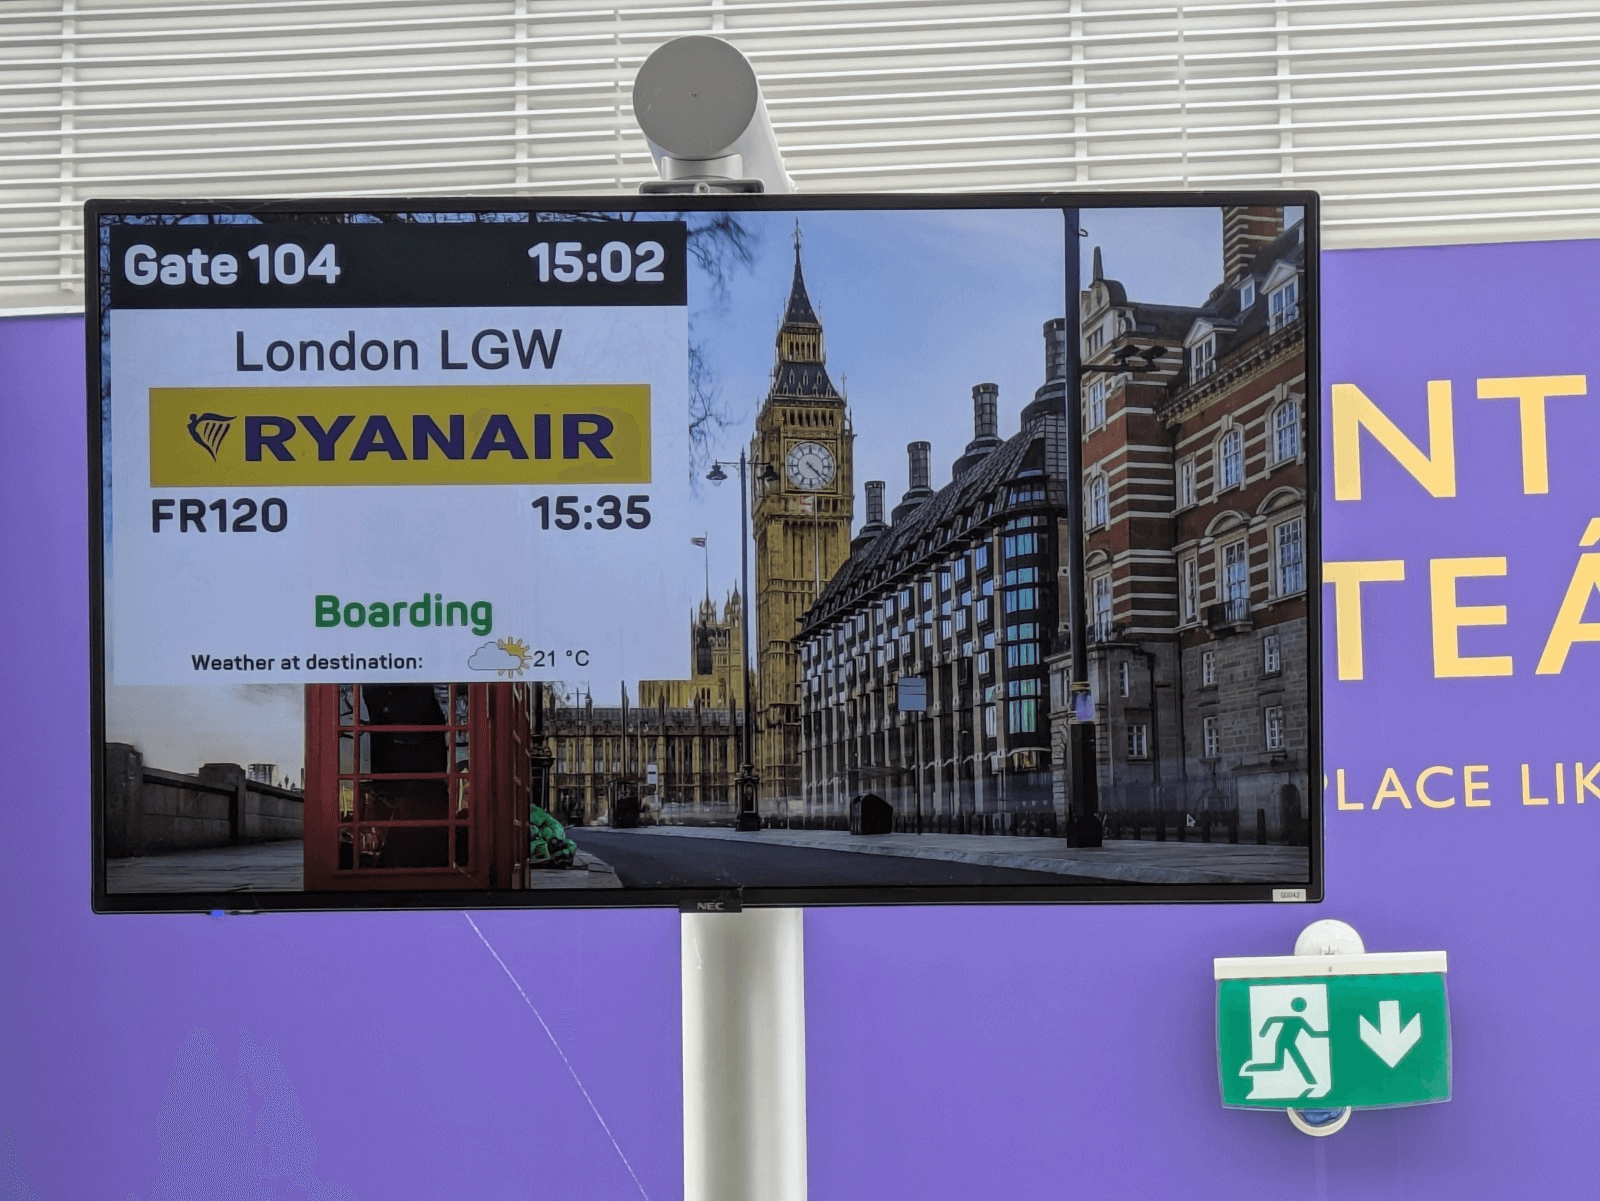 Gate 104 15:02
London LGW
RYANAIR
FR120 15:35
Boarding
Weather at destination: 21 °C
NEC
NT
TEÁ
PLACE LIK